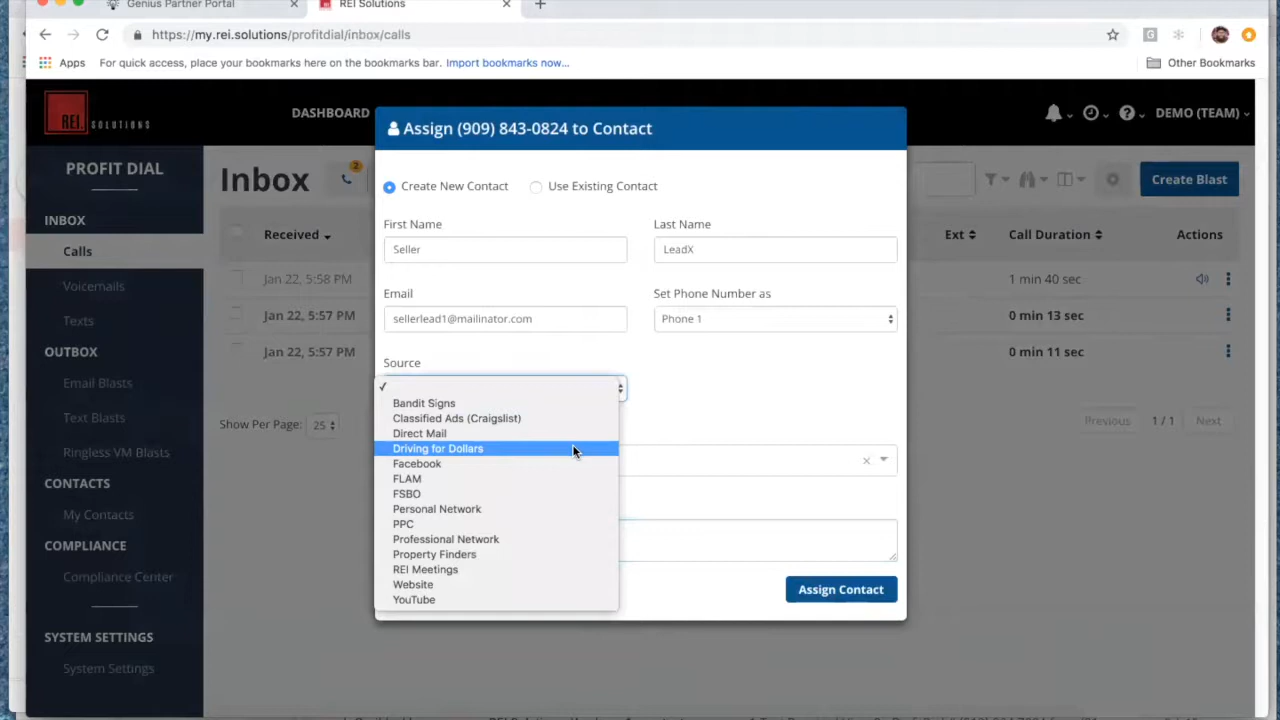 Genius Partner Portal
REI Solutions
https://my.rei.solutions/profitdial/inbox/calls
Apps
For quick access, place your bookmarks here on the bookmarks bar. Import bookmarks now...
Other Bookmarks
REI SOLUTIONS
DASHBOARD
DEMO (TEAM)
Assign (909) 843-0824 to Contact
PROFIT DIAL
Inbox
2
Create Blast
Create New Contact
Use Existing Contact
INBOX
First Name
Last Name
Received
Ext
Call Duration
Actions
Calls
Seller
LeadX
Jan 22, 5:58 PM
1 min 40 sec
Voicemails
Email
Set Phone Number as
Jan 22, 5:57 PM
0 min 13 sec
Texts
sellerlead1@mailinator.com
Phone 1
OUTBOX
Jan 22, 5:57 PM
0 min 11 sec
Source
Email Blasts
Bandit Signs
Classified Ads (Craigslist)
Direct Mail
Driving for Dollars
Facebook
FLAM
FSBO
Personal Network
PPC
Professional Network
Property Finders
REI Meetings
Website
YouTube
Text Blasts
Show Per Page: 25
Previous
1 / 1
Next
Ringless VM Blasts
CONTACTS
My Contacts
COMPLIANCE
Compliance Center
Assign Contact
SYSTEM SETTINGS
System Settings